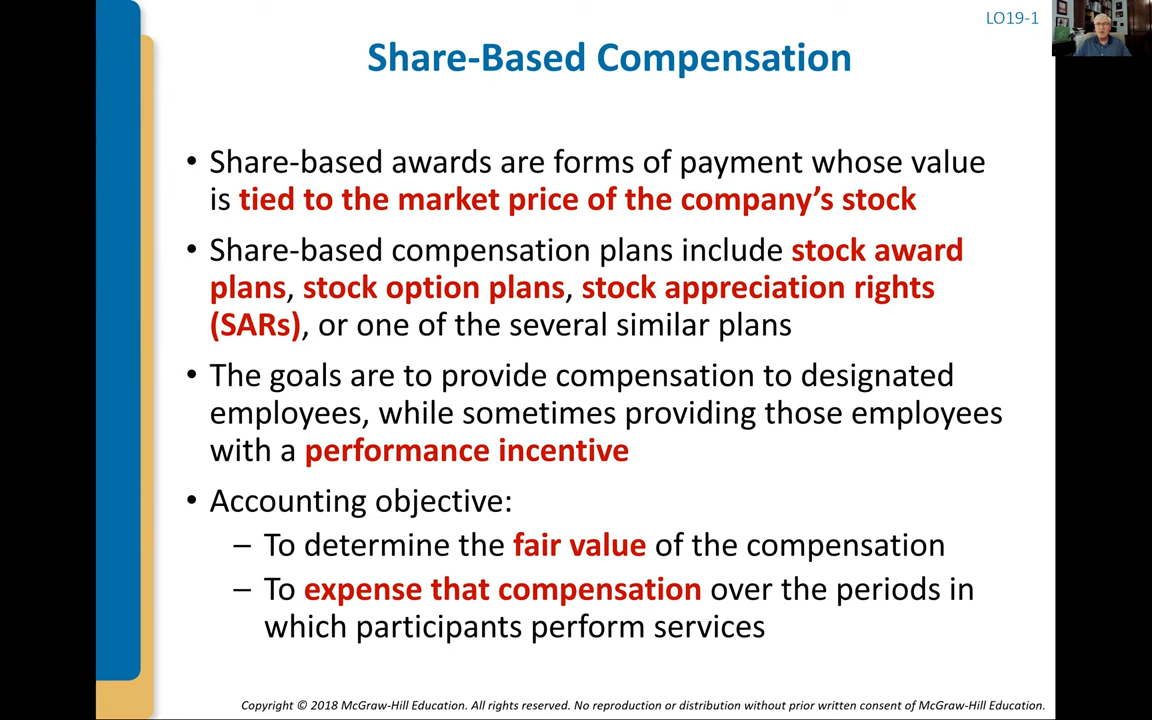 LO19-1
Share-Based Compensation
• Share-based awards are forms of payment whose value
is tied to the market price of the company’s stock
• Share-based compensation plans include stock award
plans, stock option plans, stock appreciation rights
(SARs), or one of the several similar plans
• The goals are to provide compensation to designated
employees, while sometimes providing those employees
with a performance incentive
• Accounting objective:
– To determine the fair value of the compensation
– To expense that compensation over the periods in
which participants perform services
Copyright © 2018 McGraw-Hill Education. All rights reserved. No reproduction or distribution without prior written consent of McGraw-Hill Education.